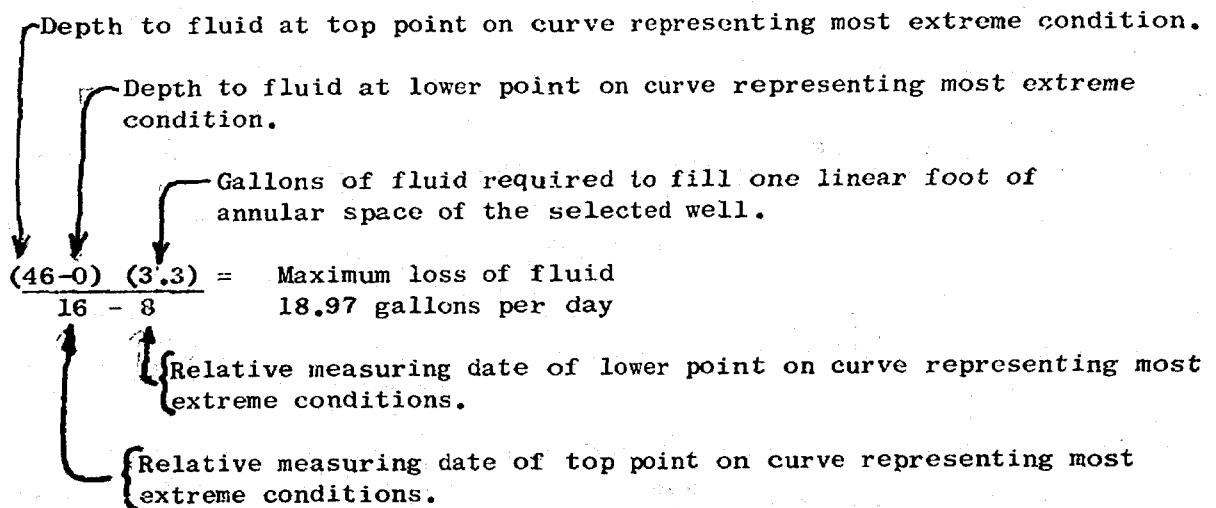 Depth to fluid at top point on curve representing most extreme condition.
Depth to fluid at lower point on curve representing most extreme
condition.
Gallons of fluid required to fill one linear foot of
annular space of the selected well.
(46-0) (3.3) = Maximum loss of fluid
16 - 8 18.97 gallons per day
Relative measuring date of lower point on curve representing most
extreme conditions.
Relative measuring date of top point on curve representing most
extreme conditions.